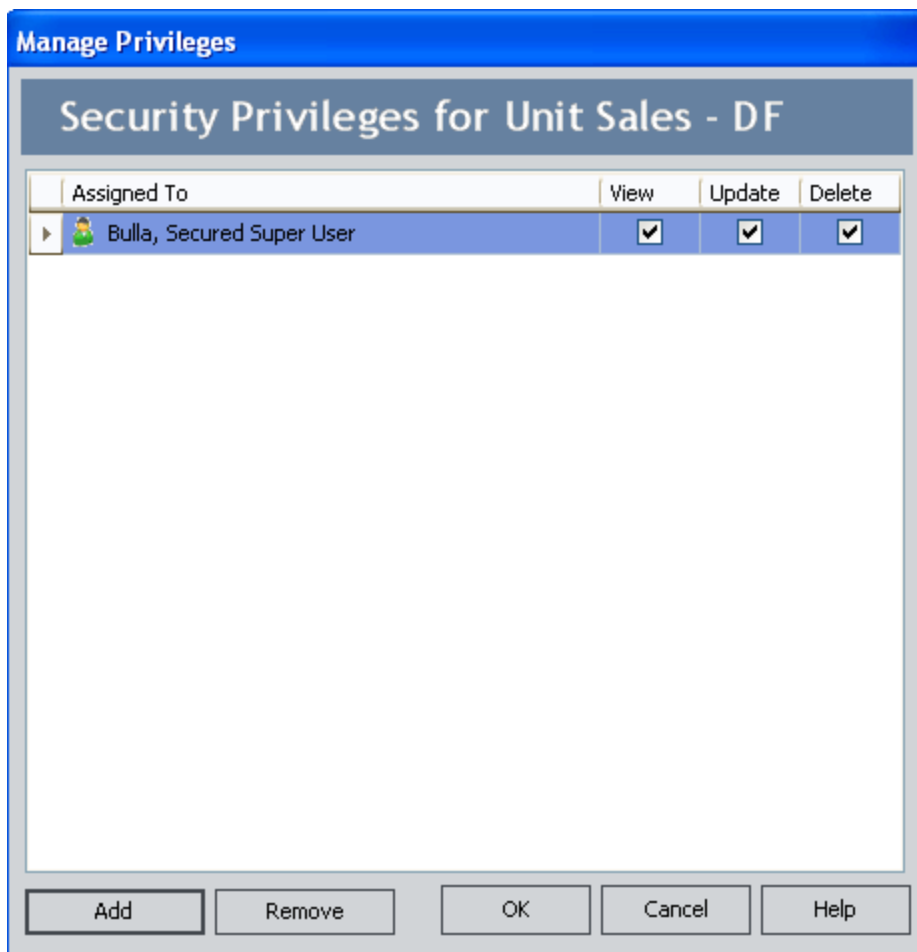 Manage Privileges
Security Privileges for Unit Sales - DF
Assigned To View Update Delete
Bulla, Secured Super User
Add Remove OK Cancel Help